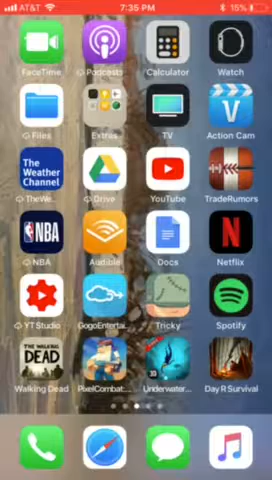 AT&T 7:35 PM 15%
FaceTime Podcasts Calculator Watch
Files Extras TV Action Cam
The
Weather
Channel
TheWe... Drive YouTube TradeRumors
NBA
NBA Audible Docs Netflix
YT Studio GogoEntertai... Tricky Spotify
THE WALKING
DEAD
3D
Walking Dead PixelCombat:... Underwater... Day R Survival